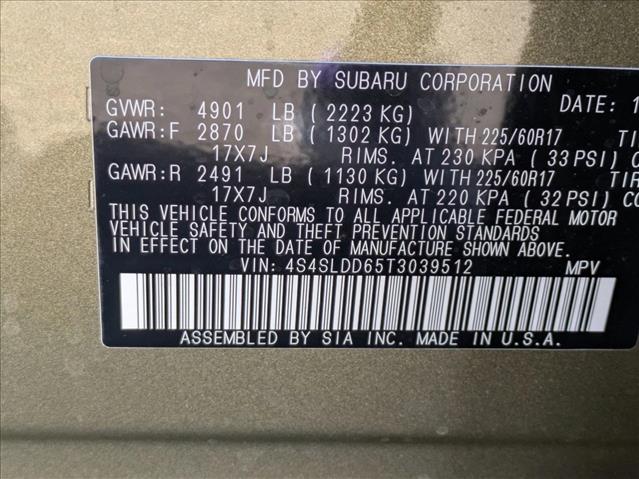 MFD BY SUBARU CORPORATION
GVWR: 4901 LB ( 2223 KG) DATE: 1
GAWR:F 2870 LB ( 1302 KG) WITH 225/60R17 TI
17X7J RIMS. AT 230 KPA ( 33 PSI) C
GAWR:R 2491 LB ( 1130 KG) WITH 225/60R17 TIR
17X7J RIMS. AT 220 KPA ( 32 PSI) CO
THIS VEHICLE CONFORMS TO ALL APPLICABLE FEDERAL MOTOR
VEHICLE SAFETY AND THEFT PREVENTION STANDARDS
IN EFFECT ON THE DATE OF MANUFACTURE SHOWN ABOVE.
VIN: 4S4SLDD65T3039512 MPV
ASSEMBLED BY SIA INC. MADE IN U.S.A.